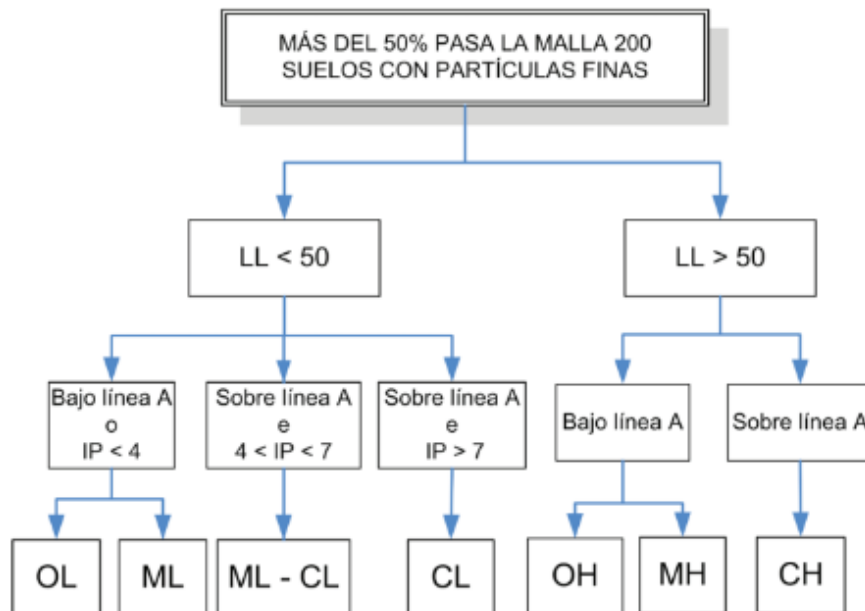 MÁS DEL 50% PASA LA MALLA 200
SUELOS CON PARTÍCULAS FINAS
LL < 50
LL > 50
Bajo línea A
o
IP < 4
Sobre línea A
e
4 < IP < 7
Sobre línea A
e
IP > 7
Bajo línea A
Sobre línea A
OL
ML
ML - CL
CL
OH
MH
CH